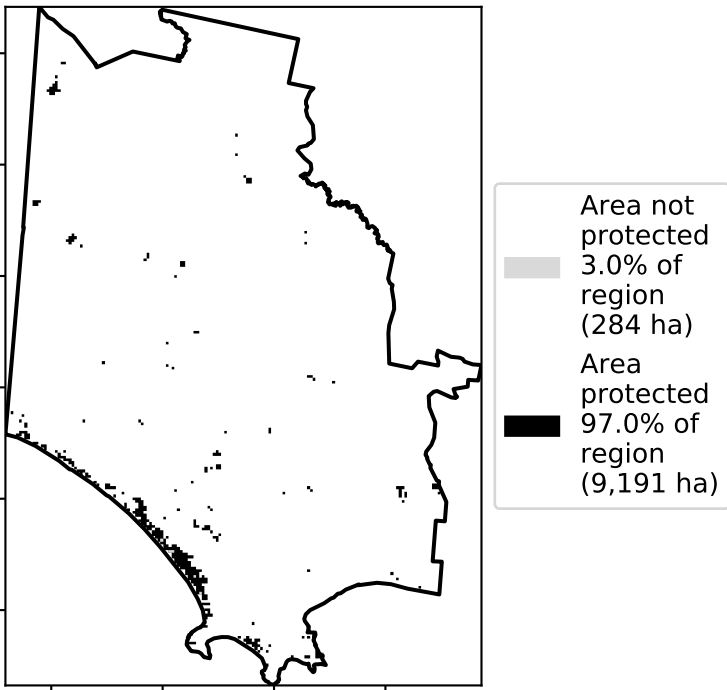 Area not
protected
3.0% of
region
(284 ha)
Area
protected
97.0% of
region
(9,191 ha)